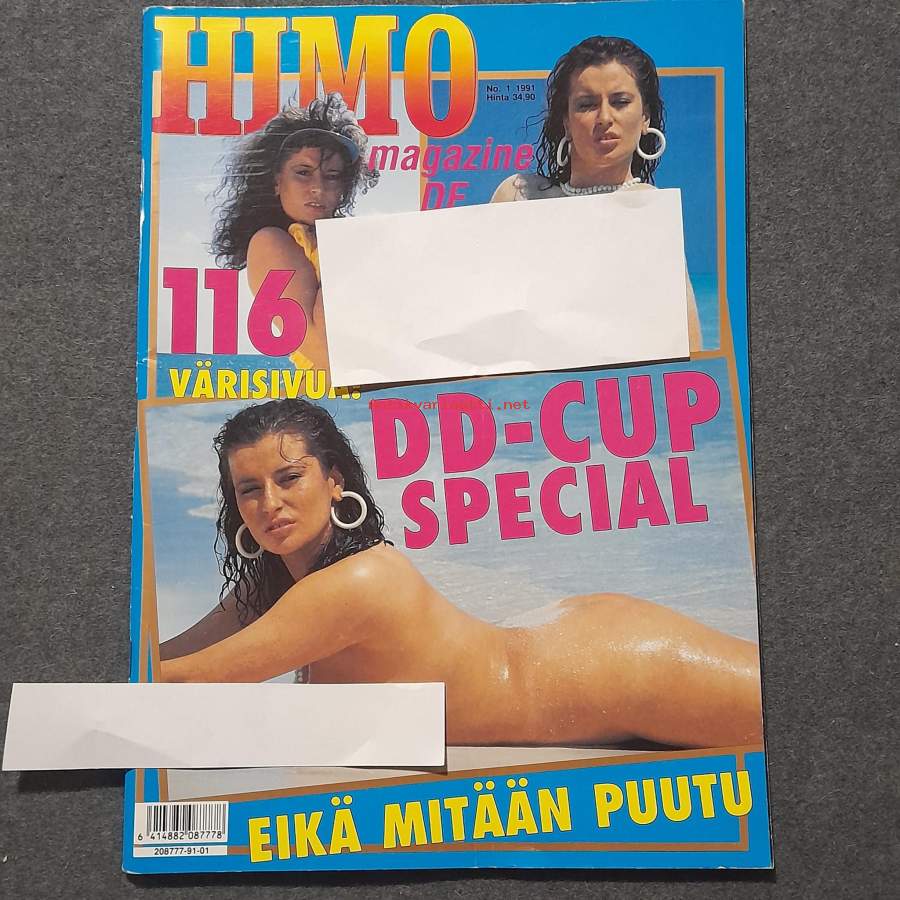 HIMO
No. 1 1991
Hinta 34,90
magazine
DE
116
VÄRISIVUA!
DD-CUP
SPECIAL
EIKÄ MITÄÄN PUUTU
6 414882 087778
208777-91-01